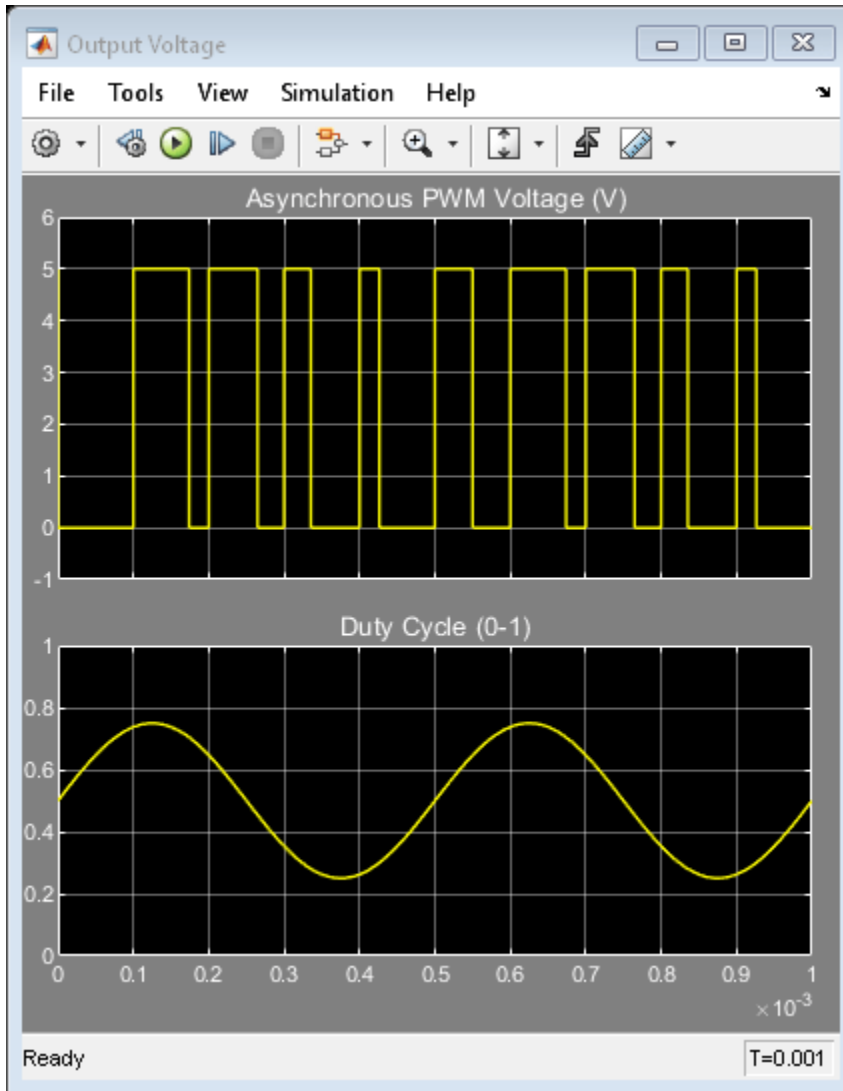 Output Voltage
File Tools View Simulation Help
Asynchronous PWM Voltage (V)
6
5
4
3
2
1
0
-1
Duty Cycle (0-1)
1
0.8
0.6
0.4
0.2
0
0 0.1 0.2 0.3 0.4 0.5 0.6 0.7 0.8 0.9 1
×10⁻³
Ready T=0.001